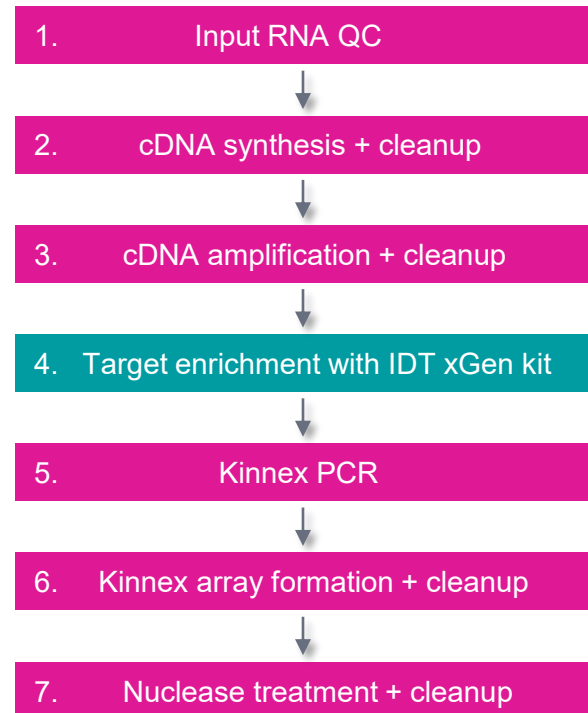 1. Input RNA QC
2. cDNA synthesis + cleanup
3. cDNA amplification + cleanup
4. Target enrichment with IDT xGen kit
5. Kinnex PCR
6. Kinnex array formation + cleanup
7. Nuclease treatment + cleanup